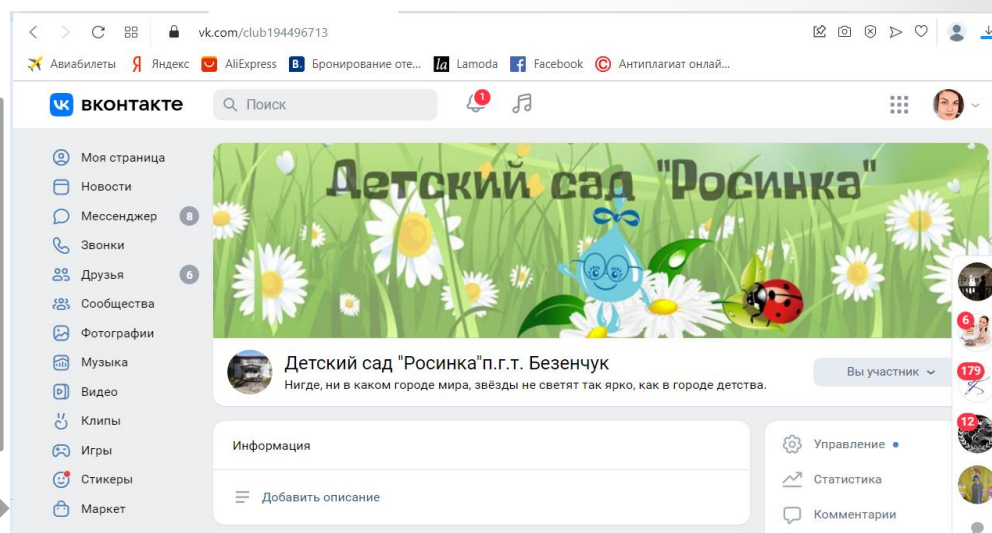 vk.com/club194496713
Авиабилеты Яндекс AliExpress B. Бронирование оте... la Lamoda Facebook © Антиплагиат онлай...
вконтакте Поиск 1
Моя страница
Новости
Мессенджер 8
Звонки
Друзья 6
Сообщества
Фотографии
Музыка
Видео
Клипы
Игры
Стикеры
Маркет
Детский сад "Росинка"
Детский сад "Росинка"п.г.т. Безенчук
Нигде, ни в каком городе мира, звёзды не светят так ярко, как в городе детства.
Вы участник
Информация
Добавить описание
Управление
Статистика
Комментарии
6
179
12